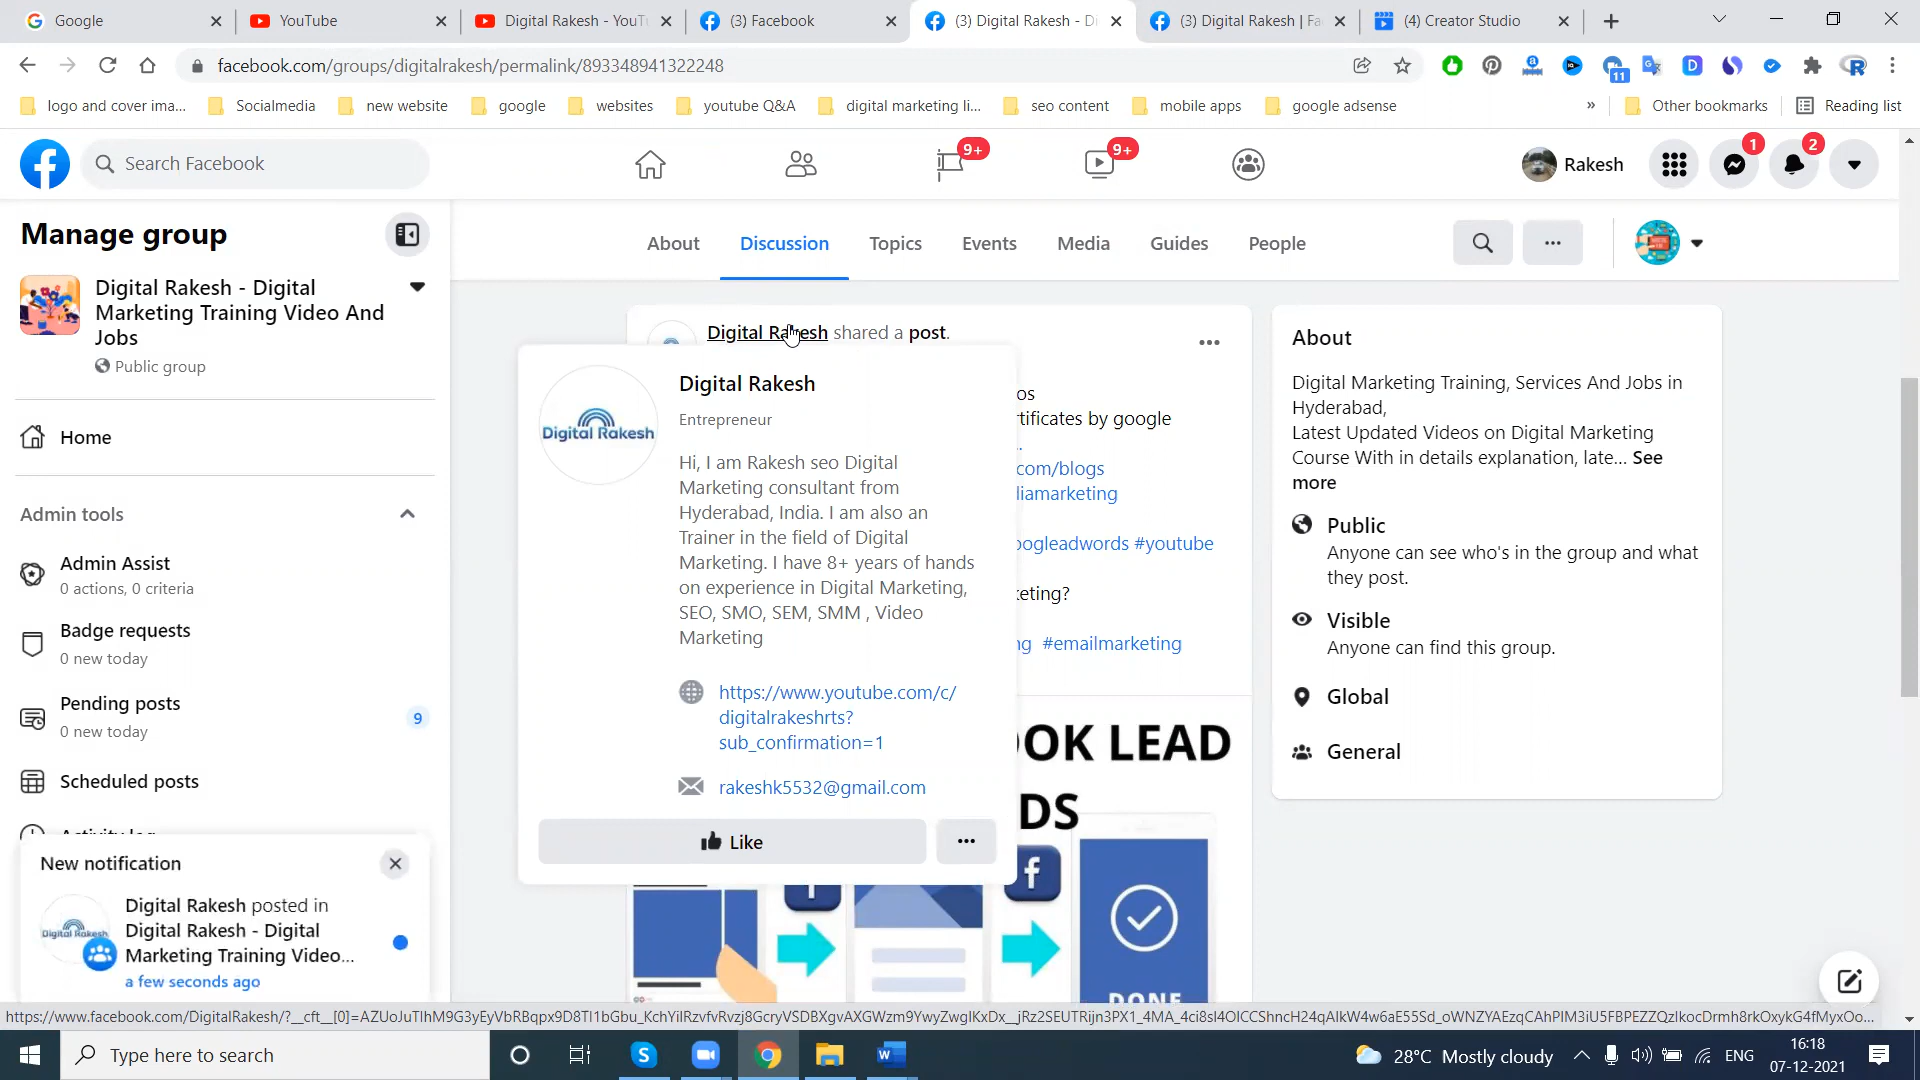 Google
YouTube
Digital Rakesh - YouT
(3) Facebook
(3) Digital Rakesh - Di
(3) Digital Rakesh | Fa
(4) Creator Studio
facebook.com/groups/digitalrakesh/permalink/893348941322248
11
logo and cover ima...
Socialmedia
new website
google
websites
youtube Q&A
digital marketing li...
seo content
mobile apps
google adsense
»
Other bookmarks
Reading list
Search Facebook
9+
9+
Rakesh
1
2
Manage group
Digital Rakesh - Digital
Marketing Training Video And
Jobs
Public group
Home
Admin tools
Admin Assist
0 actions, 0 criteria
Badge requests
0 new today
Pending posts
0 new today
9
Scheduled posts
Activity log
New notification
Digital Rakesh posted in
Digital Rakesh - Digital
Marketing Training Video...
a few seconds ago
About
Discussion
Topics
Events
Media
Guides
People
Digital Rakesh shared a post.
Digital Rakesh
Digital Rakesh
Entrepreneur
Hi, I am Rakesh seo Digital
Marketing consultant from
Hyderabad, India. I am also an
Trainer in the field of Digital
Marketing. I have 8+ years of hands
on experience in Digital Marketing,
SEO, SMO, SEM, SMM , Video
Marketing
https://www.youtube.com/c/
digitalrakeshrts?
sub_confirmation=1
rakeshk5532@gmail.com
Like
os
rtificates by google
com/blogs
diamarketing
oogleadwords #youtube
keting?
ng #emailmarketing
OOK LEAD
DS
DONE
About
Digital Marketing Training, Services And Jobs in
Hyderabad,
Latest Updated Videos on Digital Marketing
Course With in details explanation, late... See
more
Public
Anyone can see who's in the group and what
they post.
Visible
Anyone can find this group.
Global
General
Type here to search
28°C Mostly cloudy
ENG
16:18
07-12-2021